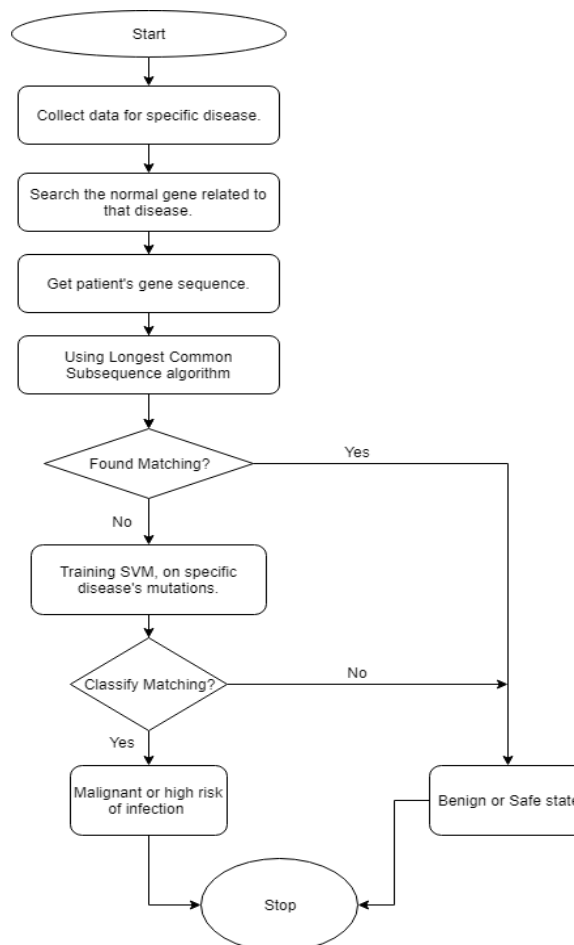 Start
Collect data for specific disease.
Search the normal gene related to
that disease.
Get patient's gene sequence.
Using Longest Common
Subsequence algorithm
Found Matching?
Yes
No
Training SVM, on specific
disease's mutations.
Classify Matching?
No
Yes
Malignant or high risk
of infection
Benign or Safe state
Stop